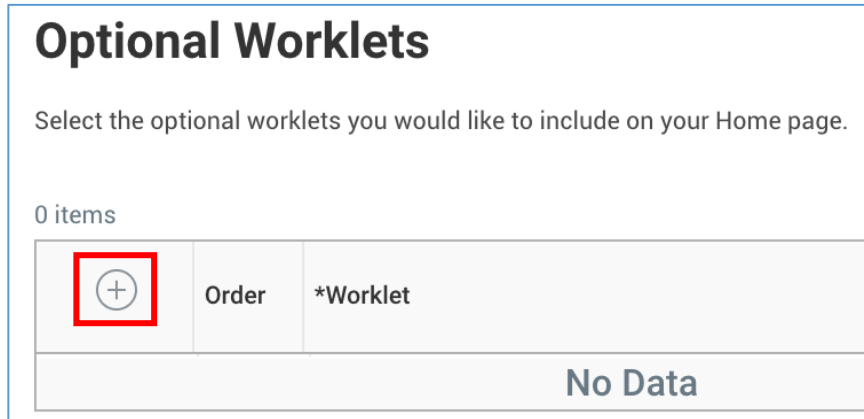 Optional Worklets
Select the optional worklets you would like to include on your Home page.
0 items
Order *Worklet
No Data